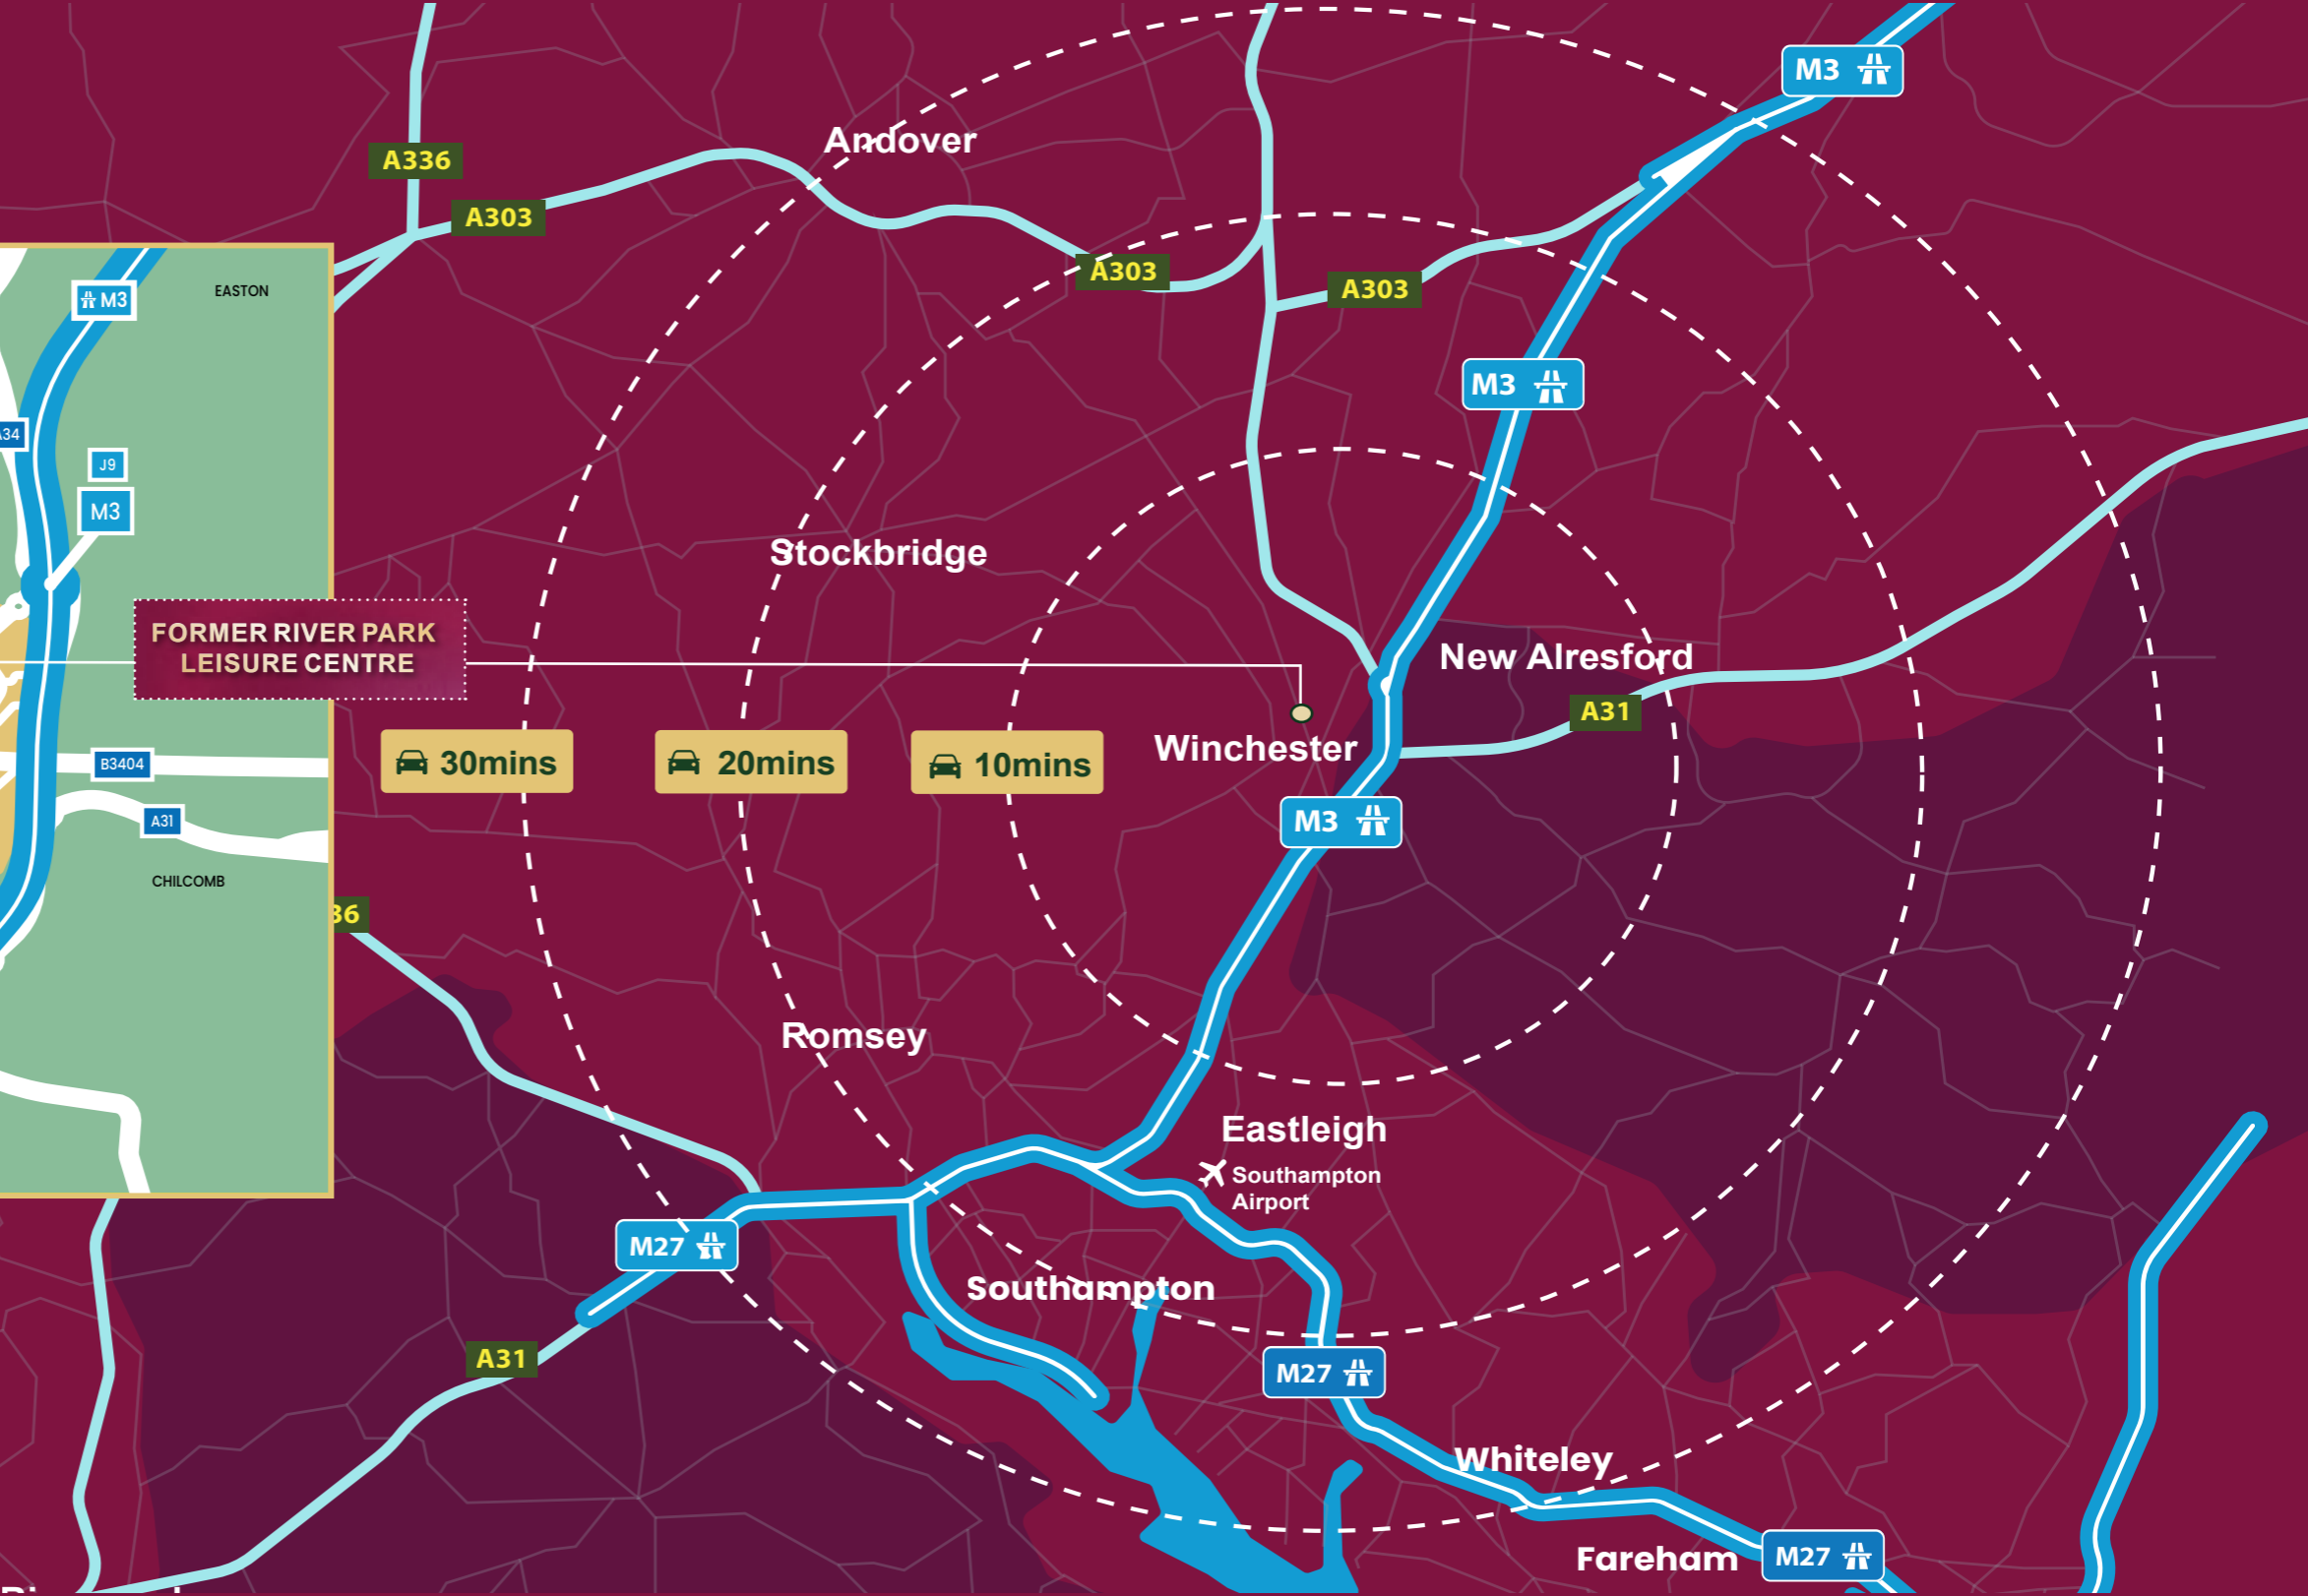 M3
Andover
A336
A303
A303
A303
M3
EASTON
M3
A34
J9
M3
Stockbridge
FORMER RIVER PARK
LEISURE CENTRE
New Alresford
A31
Winchester
30mins
20mins
10mins
B3404
A31
M3
CHILCOMB
36
Romsey
Eastleigh
Southampton
Airport
M27
Southampton
A31
M27
Whiteley
Fareham
M27